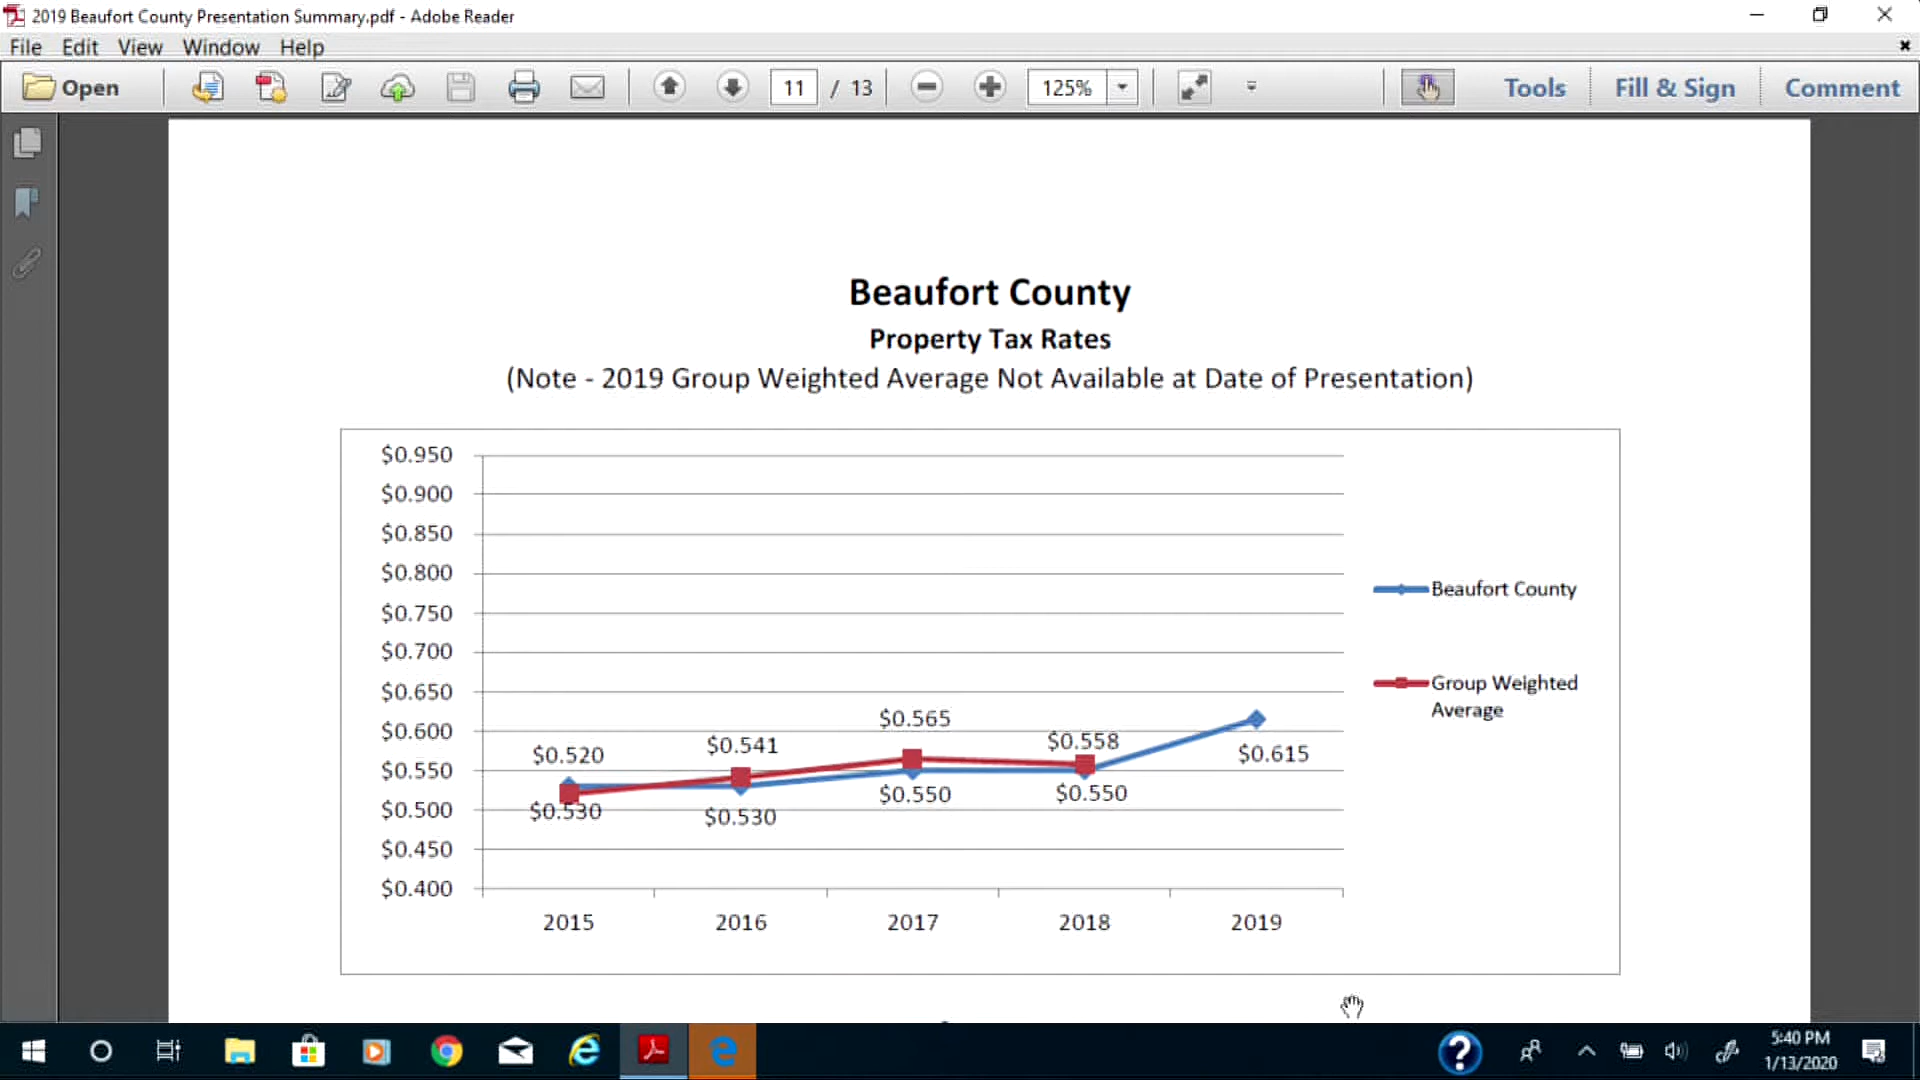 2019 Beaufort County Presentation Summary.pdf - Adobe Reader
File Edit View Window Help
Open 11 / 13 125% Tools Fill & Sign Comment
Beaufort County
Property Tax Rates
(Note - 2019 Group Weighted Average Not Available at Date of Presentation)
$0.950
$0.900
$0.850
$0.800
$0.750
$0.700
$0.650
$0.600
$0.550
$0.500
$0.450
$0.400
$0.520
$0.541
$0.565
$0.558
$0.615
$0.530
$0.530
$0.550
$0.550
2015 2016 2017 2018 2019
Beaufort County
Group Weighted
Average
5:40 PM
1/13/2020